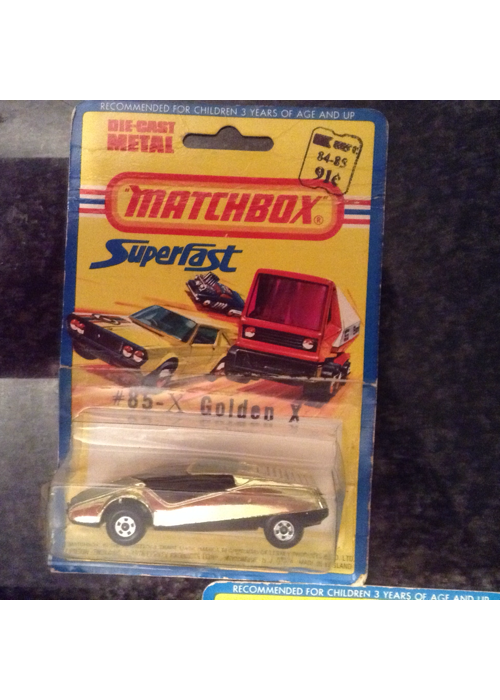 RECOMMENDED FOR CHILDREN 3 YEARS OF AGE AND UP
DIE-CAST
METAL
84-85
91¢
MATCHBOX®
Superfast
#85-X Golden X
RECOMMENDED FOR CHILDREN 3 YEARS OF AGE AND UP